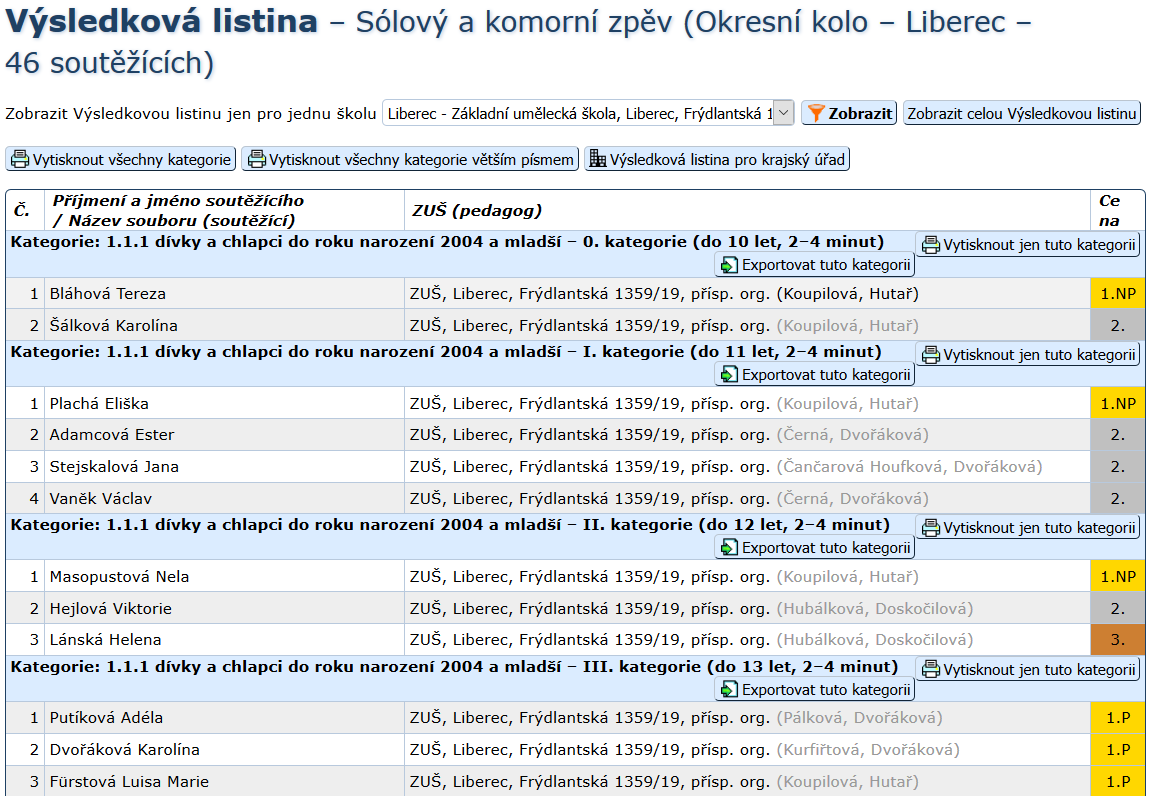 Výsledková listina – Sólový a komorní zpěv (Okresní kolo – Liberec –
46 soutěžících)
Zobrazit Výsledkovou listinu jen pro jednu školu Liberec - Základní umělecká škola, Liberec, Frýdlantská 1 Zobrazit Zobrazit celou Výsledkovou listinu
Vytisknout všechny kategorie Vytisknout všechny kategorie větším písmem Výsledková listina pro krajský úřad
Č. Příjmení a jméno soutěžícího / Název souboru (soutěžící) ZUŠ (pedagog) Cena
Kategorie: 1.1.1 dívky a chlapci do roku narození 2004 a mladší – 0. kategorie (do 10 let, 2–4 minut) Vytisknout jen tuto kategorii
Exportovat tuto kategorii
1 Bláhová Tereza ZUŠ, Liberec, Frýdlantská 1359/19, přísp. org. (Koupilová, Hutař) 1.NP
2 Šálková Karolína ZUŠ, Liberec, Frýdlantská 1359/19, přísp. org. (Koupilová, Hutař) 2.
Kategorie: 1.1.1 dívky a chlapci do roku narození 2004 a mladší – I. kategorie (do 11 let, 2–4 minut) Vytisknout jen tuto kategorii
Exportovat tuto kategorii
1 Plachá Eliška ZUŠ, Liberec, Frýdlantská 1359/19, přísp. org. (Koupilová, Hutař) 1.NP
2 Adamcová Ester ZUŠ, Liberec, Frýdlantská 1359/19, přísp. org. (Černá, Dvořáková) 2.
3 Stejskalová Jana ZUŠ, Liberec, Frýdlantská 1359/19, přísp. org. (Čančarová Houfková, Dvořáková) 2.
4 Vaněk Václav ZUŠ, Liberec, Frýdlantská 1359/19, přísp. org. (Černá, Dvořáková) 2.
Kategorie: 1.1.1 dívky a chlapci do roku narození 2004 a mladší – II. kategorie (do 12 let, 2–4 minut) Vytisknout jen tuto kategorii
Exportovat tuto kategorii
1 Masopustová Nela ZUŠ, Liberec, Frýdlantská 1359/19, přísp. org. (Koupilová, Hutař) 1.NP
2 Hejlová Viktorie ZUŠ, Liberec, Frýdlantská 1359/19, přísp. org. (Hubálková, Doskočilová) 2.
3 Lánská Helena ZUŠ, Liberec, Frýdlantská 1359/19, přísp. org. (Hubálková, Doskočilová) 3.
Kategorie: 1.1.1 dívky a chlapci do roku narození 2004 a mladší – III. kategorie (do 13 let, 2–4 minut) Vytisknout jen tuto kategorii
Exportovat tuto kategorii
1 Putíková Adéla ZUŠ, Liberec, Frýdlantská 1359/19, přísp. org. (Pálková, Dvořáková) 1.P
2 Dvořáková Karolína ZUŠ, Liberec, Frýdlantská 1359/19, přísp. org. (Kurfiřtová, Dvořáková) 1.P
3 Fürstová Luisa Marie ZUŠ, Liberec, Frýdlantská 1359/19, přísp. org. (Koupilová, Hutař) 1.P